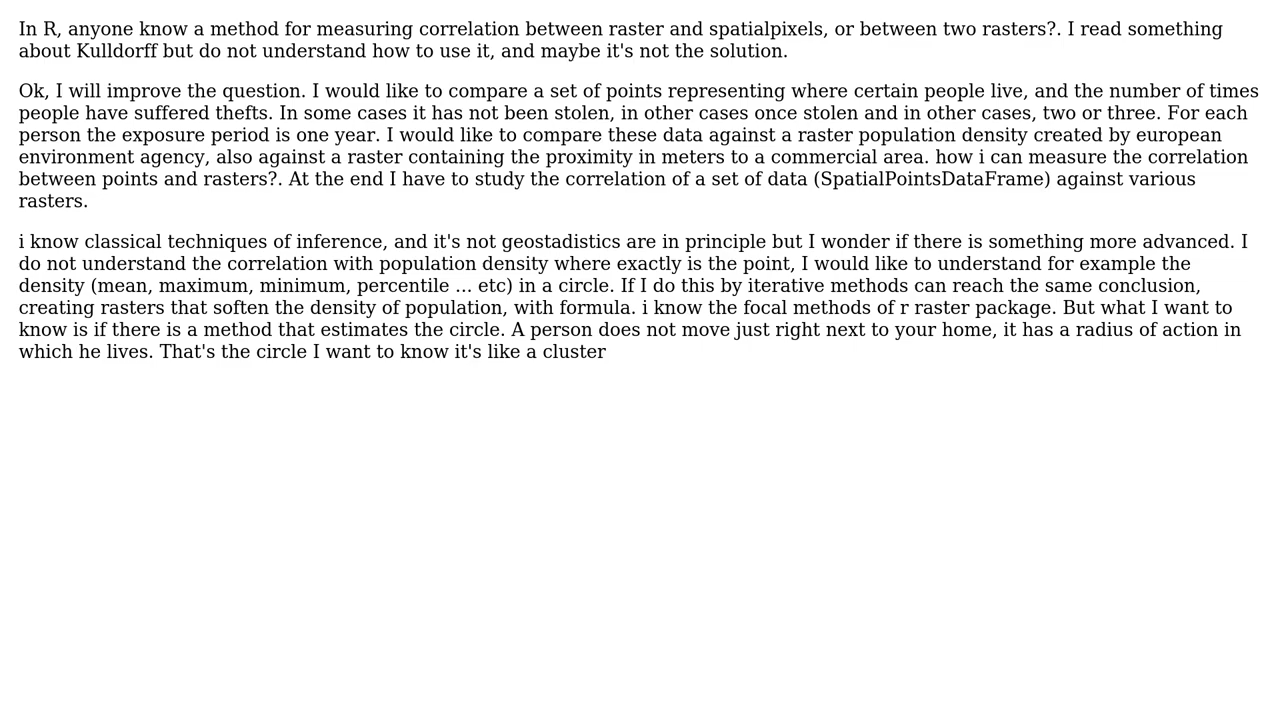 In R, anyone know a method for measuring correlation between raster and spatialpixels, or between two rasters?. I read something
about Kulldorff but do not understand how to use it, and maybe it's not the solution.
Ok, I will improve the question. I would like to compare a set of points representing where certain people live, and the number of times
people have suffered thefts. In some cases it has not been stolen, in other cases once stolen and in other cases, two or three. For each
person the exposure period is one year. I would like to compare these data against a raster population density created by european
environment agency, also against a raster containing the proximity in meters to a commercial area. how i can measure the correlation
between points and rasters?. At the end I have to study the correlation of a set of data (SpatialPointsDataFrame) against various
rasters.
i know classical techniques of inference, and it's not geostadistics are in principle but I wonder if there is something more advanced. I
do not understand the correlation with population density where exactly is the point, I would like to understand for example the
density (mean, maximum, minimum, percentile ... etc) in a circle. If I do this by iterative methods can reach the same conclusion,
creating rasters that soften the density of population, with formula. i know the focal methods of r raster package. But what I want to
know is if there is a method that estimates the circle. A person does not move just right next to your home, it has a radius of action in
which he lives. That's the circle I want to know it's like a cluster